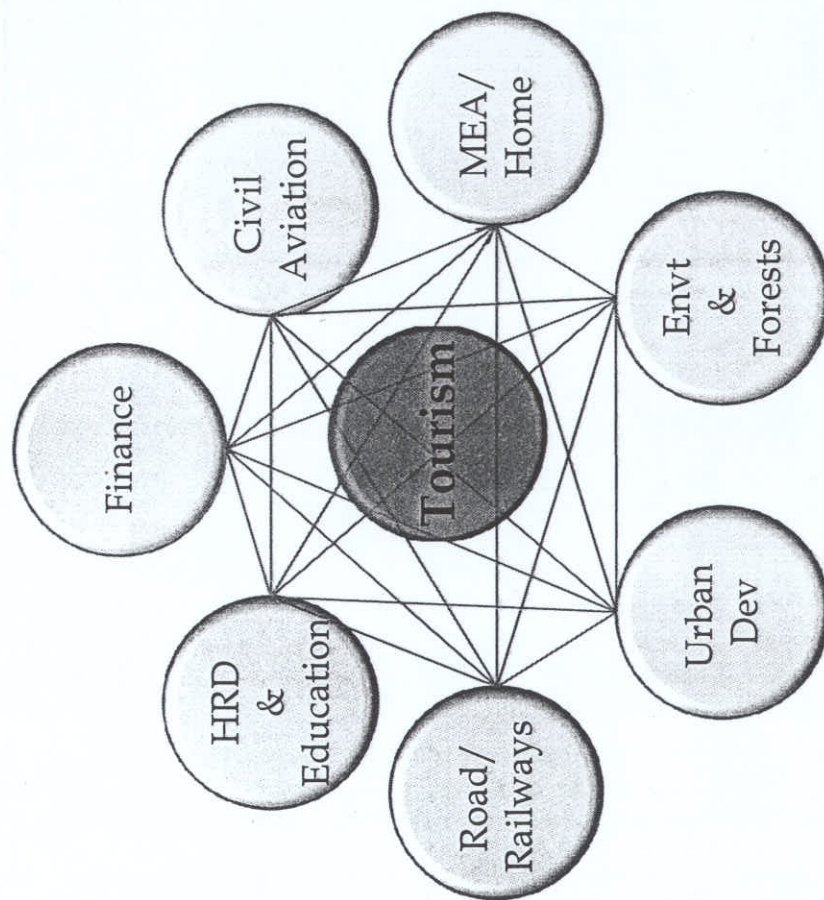 Finance
HRD
&
Education
Civil
Aviation
Tourism
Road/
Railways
MEA/
Home
Urban
Dev
Envt
&
Forests